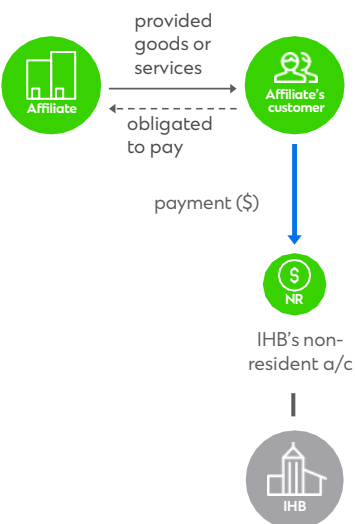 provided
goods or
services
Affiliate
Affiliate's
customer
obligated
to pay
payment ($)
$
NR
IHB's non-
resident a/c
IHB